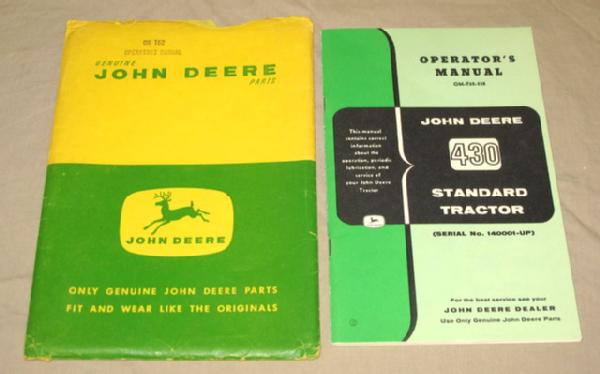 OPERATORS MANUAL
GENUINE
JOHN DEERE
PARTS
JOHN DEERE
ONLY GENUINE JOHN DEERE PARTS
FIT AND WEAR LIKE THE ORIGINALS
OPERATOR'S
MANUAL
This manual
contains correct
information
about the
operation, periodic
lubrication, and
service of
your John Deere
Tractor
JOHN DEERE
430
STANDARD
TRACTOR
(SERIAL No. 140001-UP)
For the best service see your
JOHN DEERE DEALER
Use Only Genuine John Deere Parts